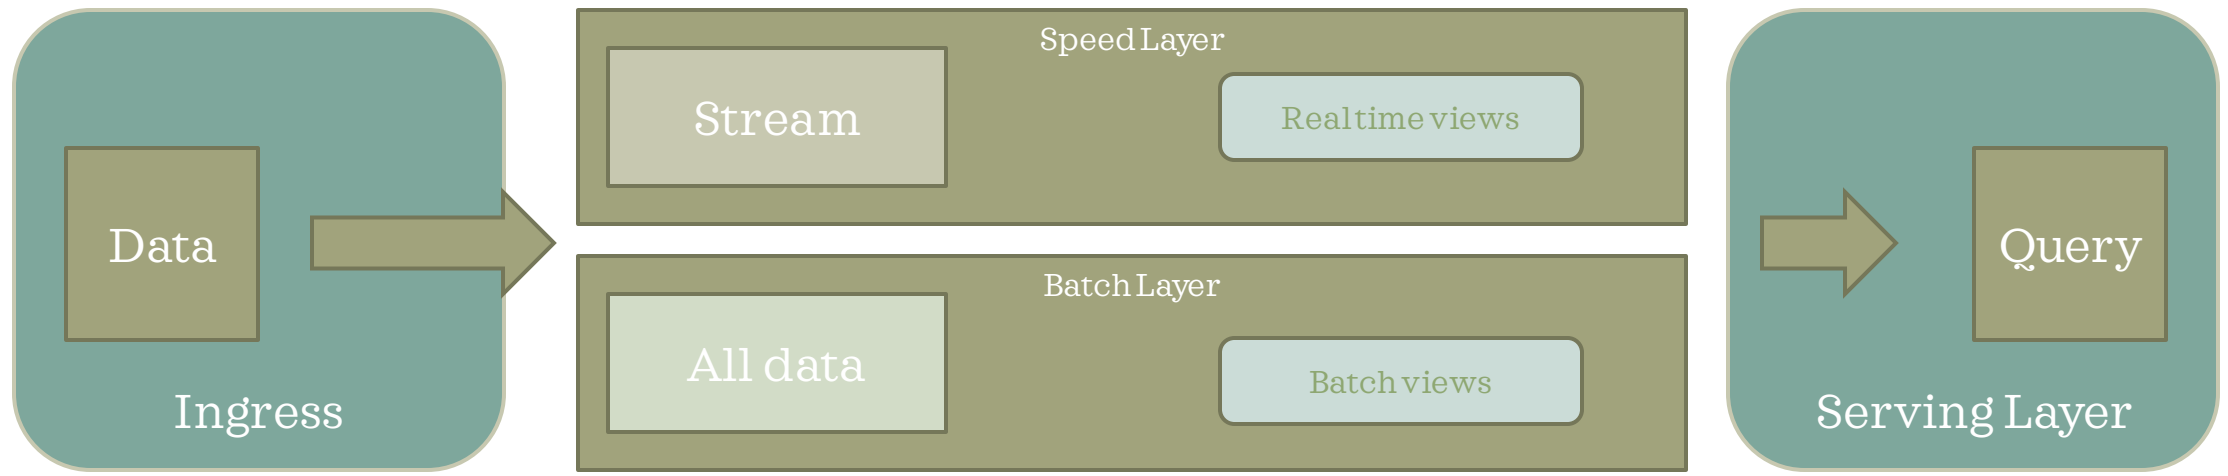 Data
Ingress
Speed Layer
Stream
Realtime views
Batch Layer
All data
Batch views
Query
Serving Layer